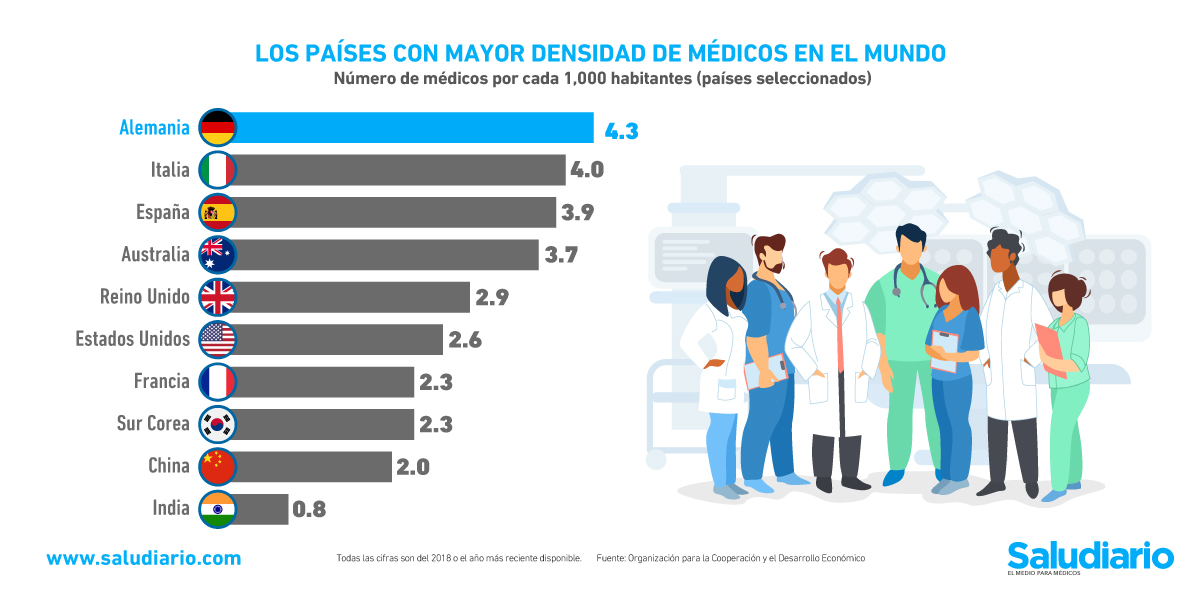 LOS PAÍSES CON MAYOR DENSIDAD DE MÉDICOS EN EL MUNDO
Número de médicos por cada 1,000 habitantes (países seleccionados)
Alemania 4.3
Italia 4.0
España 3.9
Australia 3.7
Reino Unido 2.9
Estados Unidos 2.6
Francia 2.3
Sur Corea 2.3
China 2.0
India 0.8
www.saludiario.com
Todas las cifras son del 2018 o el año más reciente disponible. Fuente: Organización para la Cooperación y el Desarrollo Económico
Saludiario
EL MEDIO PARA MÉDICOS